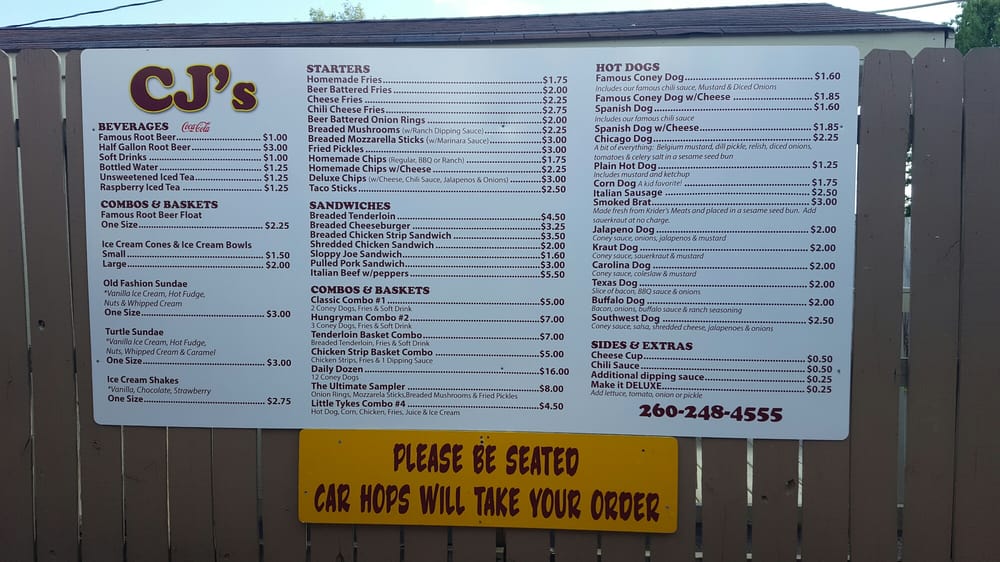 CJ's
Coca-Cola
BEVERAGES
Famous Root Beer $1.00
Half Gallon Root Beer $3.00
Soft Drinks $1.00
Bottled Water $1.25
Unsweetened Iced Tea $1.25
Raspberry Iced Tea $1.25
COMBOS & BASKETS
Famous Root Beer Float
One Size $2.25
Ice Cream Cones & Ice Cream Bowls
Small $1.50
Large $2.00
Old Fashion Sundae
*Vanilla Ice Cream, Hot Fudge,
Nuts & Whipped Cream
One Size $3.00
Turtle Sundae
*Vanilla Ice Cream, Hot Fudge,
Nuts, Whipped Cream & Caramel
One Size $3.00
Ice Cream Shakes
*Vanilla, Chocolate, Strawberry
One Size $2.75
STARTERS
Homemade Fries $1.75
Beer Battered Fries $2.00
Cheese Fries $2.25
Chili Cheese Fries $2.75
Beer Battered Onion Rings $2.00
Breaded Mushrooms (w/Ranch Dipping Sauce) $2.25
Breaded Mozzarella Sticks (w/Marinara Sauce) $3.00
Fried Pickles $3.00
Homemade Chips (Regular, BBQ or Ranch) $1.75
Homemade Chips w/Cheese $2.25
Deluxe Chips (w/Cheese, Chili Sauce, Jalapenos & Onions) $3.00
Taco Sticks $2.50
SANDWICHES
Breaded Tenderloin $4.50
Breaded Cheeseburger $3.25
Breaded Chicken Strip Sandwich $3.50
Shredded Chicken Sandwich $2.00
Sloppy Joe Sandwich $1.60
Pulled Pork Sandwich $3.00
Italian Beef w/peppers $5.50
COMBOS & BASKETS
Classic Combo #1 $5.00
2 Coney Dogs, Fries & Soft Drink
Hungryman Combo #2 $7.00
3 Coney Dogs, Fries & Soft Drink
Tenderloin Basket Combo $7.00
Breaded Tenderloin, Fries & Soft Drink
Chicken Strip Basket Combo $5.00
Chicken Strips, Fries & 1 Dipping Sauce
Daily Dozen $16.00
12 Coney Dogs
The Ultimate Sampler $8.00
Onion Rings, Mozzarela Sticks,Breaded Mushrooms & Fried Pickles
Little Tykes Combo #4 $4.50
Hot Dog, Corn, Chicken, Fries, Juice & Ice Cream
HOT DOGS
Famous Coney Dog $1.60
Includes our famous chili sauce, Mustard & Diced Onions
Famous Coney Dog w/Cheese $1.85
Spanish Dog $1.60
Includes our famous chili sauce
Spanish Dog w/Cheese $1.85
Chicago Dog $2.25
A bit of everything: Belgium mustard, dill pickle, relish, diced onions,
tomatoes & celery salt in a sesame seed bun
Plain Hot Dog $1.25
Includes mustard and ketchup
Corn Dog A kid favorite! $1.75
Italian Sausage $2.50
Smoked Brat $3.00
Made fresh from Krider's Meats and placed in a sesame seed bun. Add
sauerkraut at no charge.
Jalapeno Dog $2.00
Coney sauce, onions, jalapenos & mustard
Kraut Dog $2.00
Coney sauce, sauerkraut & mustard
Carolina Dog $2.00
Coney sauce, coleslaw & mustard
Texas Dog $2.00
Slice of bacon, BBQ sauce & onions
Buffalo Dog $2.00
Bacon, onions, buffalo sauce & ranch seasoning
Southwest Dog $2.50
Coney sauce, salsa, shredded cheese, jalapenoes & onions
SIDES & EXTRAS
Cheese Cup $0.50
Chili Sauce $0.50
Additional dipping sauce $0.25
Make it DELUXE $0.25
Add lettuce, tomato, onion or pickle
260-248-4555
PLEASE BE SEATED
CAR HOPS WILL TAKE YOUR ORDER